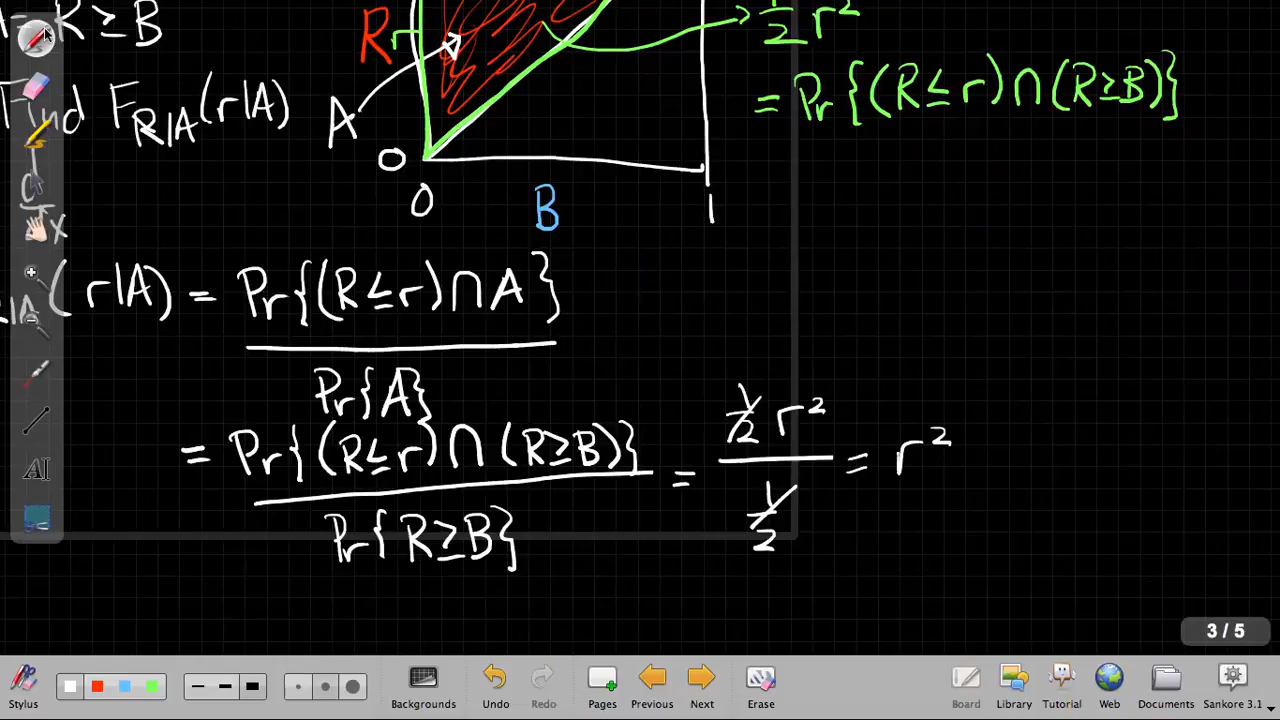 R ≥ B
½ r²
R r
Find F_{R|A}(r|A)
A
= Pr{(R≤r)∩(R≥B)}
0
0
B
1
(r|A) = Pr{(R≤r)∩A}
Pr{A}
= Pr{(R≤r)∩(R≥B)} = ½ r² = r²
Pr{R≥B} ½
3 / 5
Stylus Backgrounds Undo Redo Pages Previous Next Erase Board Library Tutorial Web Documents Sankore 3.1